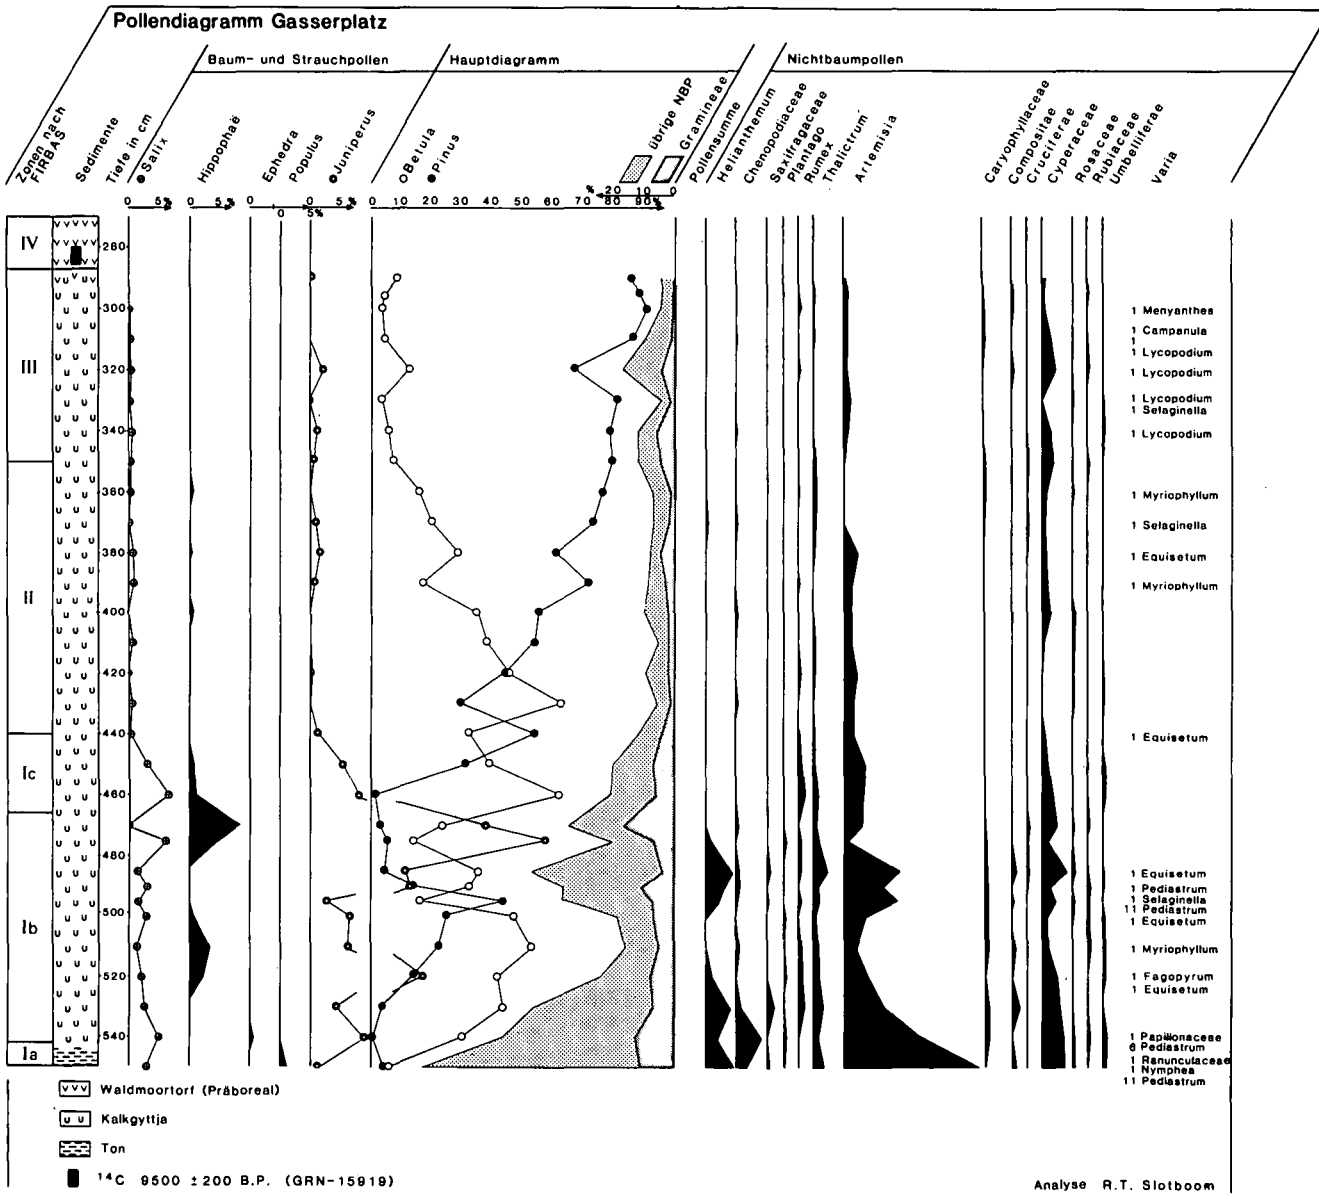 Pollendiagramm Gasserplatz
Baum- und Strauchpollen
Hauptdiagramm
Nichtbaumpollen
Zonen nach FIRBAS
Sedimente
Tiefe in cm
Salix
Hippophaë
Ephedra
Populus
Juniperus
Betula
Pinus
übrige NBP
Gramineae
Pollensumme
Helianthemum
Chenopodiaceae
Saxifragaceae
Plantago
Rumex
Thalictrum
Artemisia
Caryophyllaceae
Compositae
Cruciferae
Cyperaceae
Rosaceae
Rubiaceae
Umbelliferae
Varia
% 20 10 0
0 5% 0 5% 0 0 5% 0 5% 0 10 20 30 40 50 60 70 80 90%
IV
280
300
1 Menyanthea
1 Campanula
1
III
1 Lycopodium
320
1 Lycopodium
1 Lycopodium
1 Selaginella
340
1 Lycopodium
360
1 Myriophyllum
1 Selaginella
380
1 Equisetum
1 Myriophyllum
II
400
420
440
1 Equisetum
Ic
460
480
1 Equisetum
1 Pediastrum
1 Selaginella
500
11 Pediastrum
1 Equisetum
Ib
1 Myriophyllum
520
1 Fagopyrum
1 Equisetum
540
1 Papilionaceae
6 Pediastrum
Ia
1 Ranunculaceae
1 Nymphea
11 Pediastrum
Waldmoortorf (Präboreal)
Kalkgyttja
Ton
14C 9500 ± 200 B.P. (GRN-15919)
Analyse R.T. Slotboom